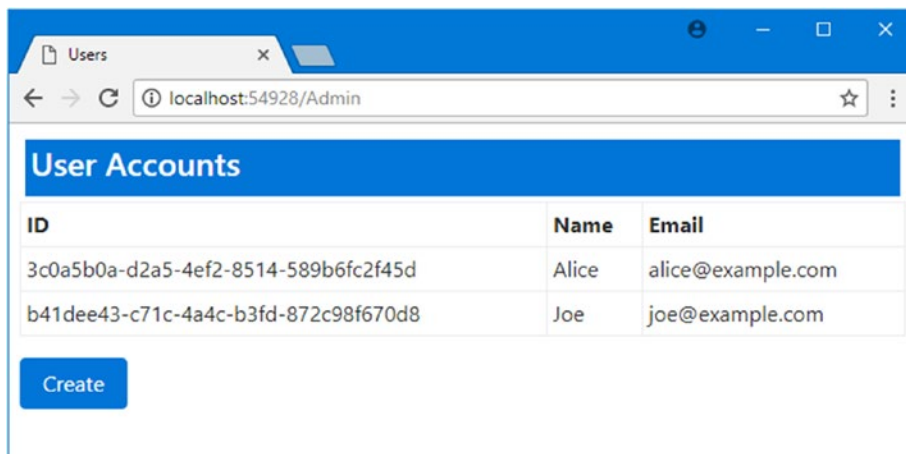 Users
localhost:54928/Admin
User Accounts
ID Name Email
3c0a5b0a-d2a5-4ef2-8514-589b6fc2f45d Alice alice@example.com
b41dee43-c71c-4a4c-b3fd-872c98f670d8 Joe joe@example.com
Create